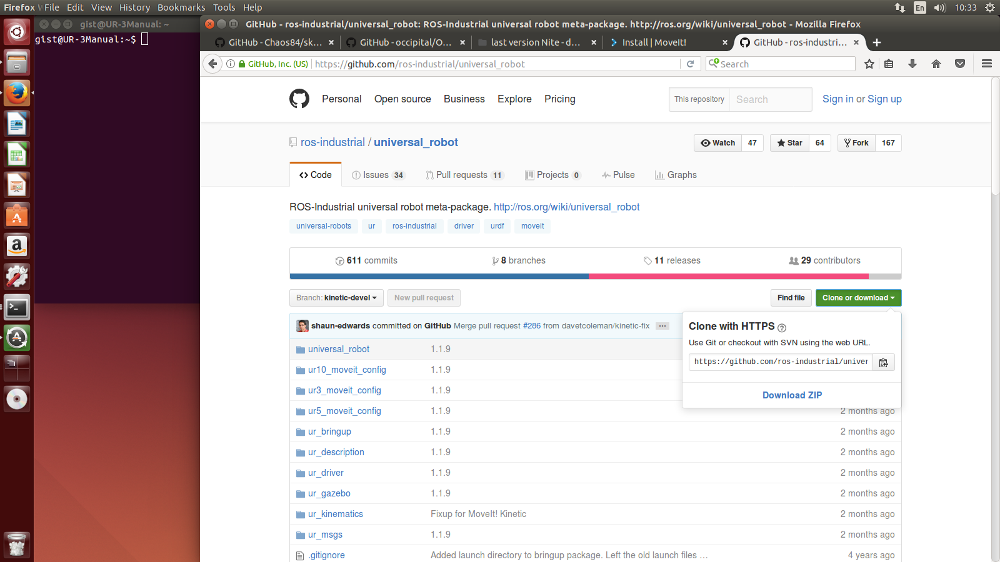 Firefox W File Edit View History Bookmarks Tools Help
En 10:33
gist@UR-3Manual: ~
gist@UR-3Manual:~$
GitHub - ros-industrial/universal_robot: ROS-Industrial universal robot meta-package. http://ros.org/wiki/universal_robot - Mozilla Firefox
GitHub - Chaos84/sk... × GitHub - occipital/O... × last version Nite - d... × Install | MoveIt! × GitHub - ros-industri... × +
GitHub, Inc. (US) https://github.com/ros-industrial/universal_robot Search
Personal Open source Business Explore Pricing This repository Search Sign in or Sign up
ros-industrial / universal_robot Watch 47 Star 64 Fork 167
Code Issues 34 Pull requests 11 Projects 0 Pulse Graphs
ROS-Industrial universal robot meta-package. http://ros.org/wiki/universal_robot
universal-robots ur ros-industrial driver urdf moveit
611 commits 8 branches 11 releases 29 contributors
Branch: kinetic-devel New pull request Find file Clone or download
shaun-edwards committed on GitHub Merge pull request #286 from davetcoleman/kinetic-fix ...
Clone with HTTPS ?
Use Git or checkout with SVN using the web URL.
https://github.com/ros-industrial/univer
Download ZIP
universal_robot 1.1.9
ur10_moveit_config 1.1.9
ur3_moveit_config 1.1.9
ur5_moveit_config 1.1.9 2 months ago
ur_bringup 1.1.9 2 months ago
ur_description 1.1.9 2 months ago
ur_driver 1.1.9 2 months ago
ur_gazebo 1.1.9 2 months ago
ur_kinematics Fixup for MoveIt! Kinetic 2 months ago
ur_msgs 1.1.9 2 months ago
.gitignore Added launch directory to bringup package. Left the old launch files ... 4 years ago